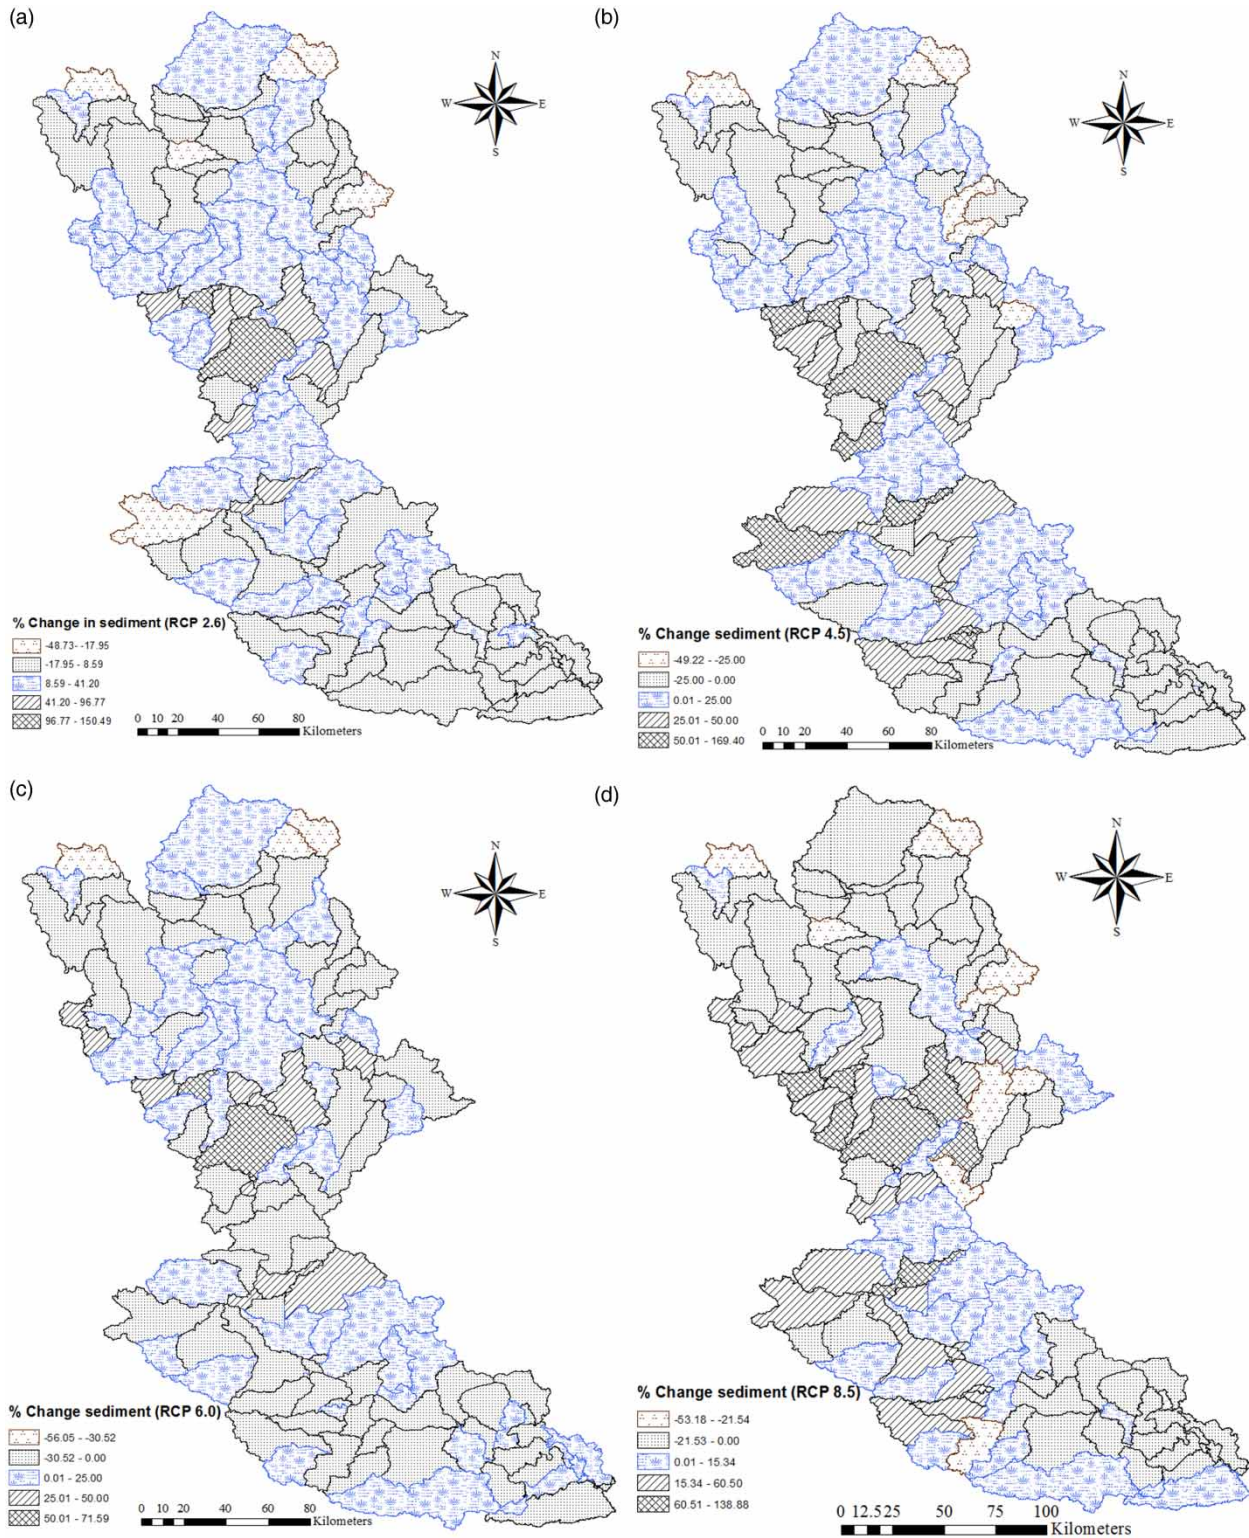 (a)
N
W
E
S
% Change in sediment (RCP 2.6)
-48.73- -17.95
-17.95 - 8.59
8.59 - 41.20
41.20 - 96.77
96.77 - 150.49
0 10 20 40 60 80
Kilometers
(b)
N
W
E
S
% Change sediment (RCP 4.5)
-49.22 - -25.00
-25.00 - 0.00
0.01 - 25.00
25.01 - 50.00
50.01 - 169.40
0 10 20 40 60 80
Kilometers
(c)
N
W
E
S
% Change sediment (RCP 6.0)
-56.05 - -30.52
-30.52 - 0.00
0.01 - 25.00
25.01 - 50.00
50.01 - 71.59
0 10 20 40 60 80
Kilometers
(d)
N
W
E
S
% Change sediment (RCP 8.5)
-53.18 - -21.54
-21.53 - 0.00
0.01 - 15.34
15.34 - 60.50
60.51 - 138.88
0 12.525 50 75 100
Kilometers